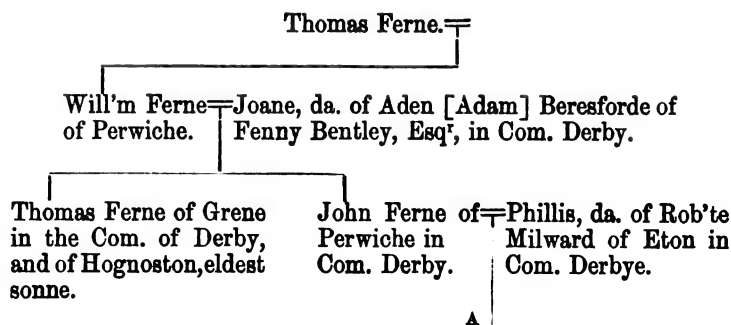 Thomas Ferne.
Will'm Ferne
of Perwiche.
Joane, da. of Aden [Adam] Beresforde of
Fenny Bentley, Esqʳ, in Com. Derby.
Thomas Ferne of Grene
in the Com. of Derby,
and of Hognoston, eldest
sonne.
John Ferne of
Perwiche in
Com. Derby.
Phillis, da. of Rob'te
Milward of Eton in
Com. Derbye.
A